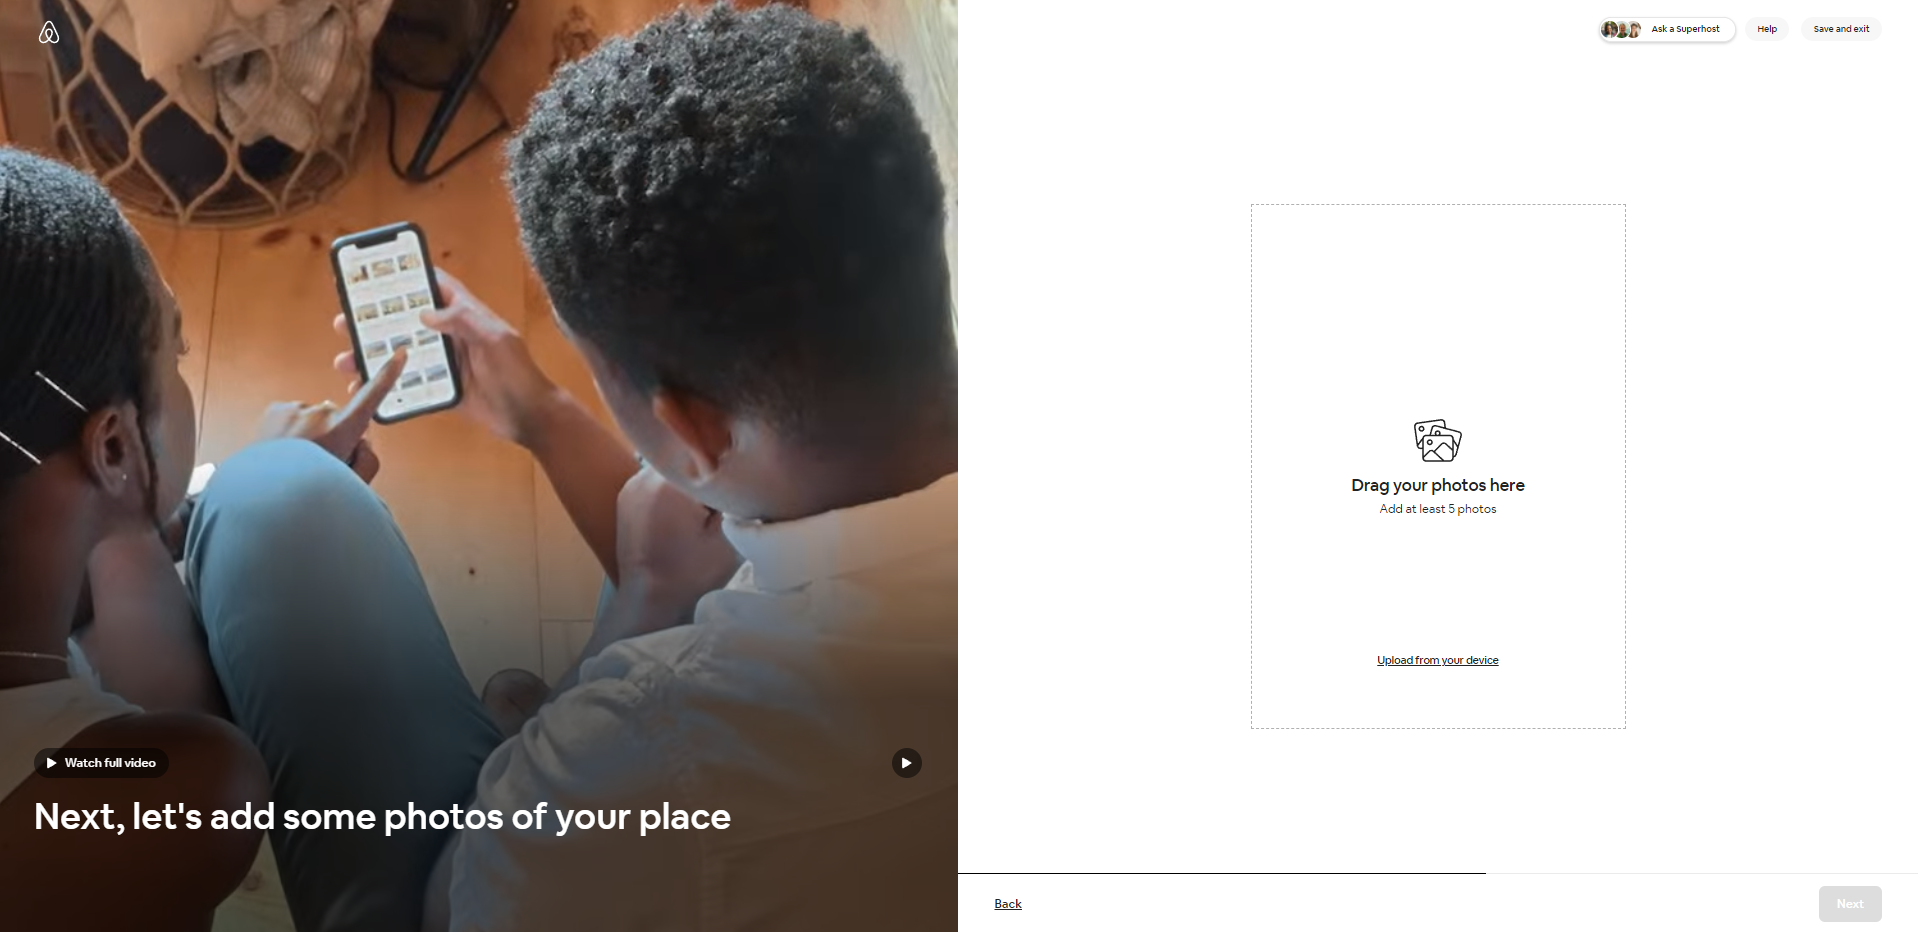 Ask a Superhost
Help
Save and exit
Drag your photos here
Add at least 5 photos
Upload from your device
Watch full video
Next, let's add some photos of your place
Back
Next